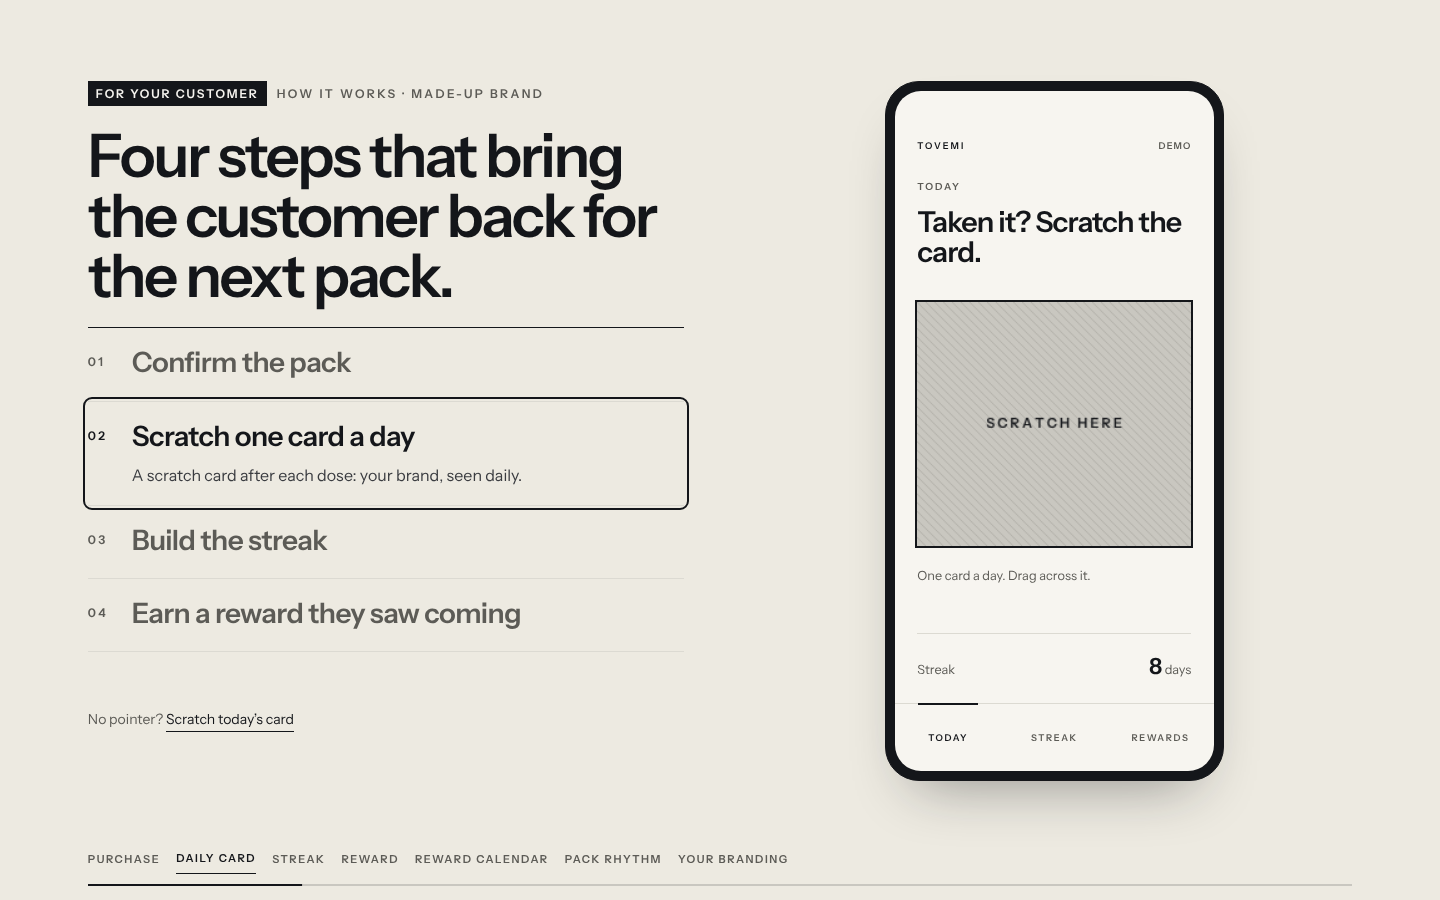 FOR YOUR CUSTOMER HOW IT WORKS · MADE-UP BRAND
Four steps that bring
the customer back for
the next pack.
01 Confirm the pack
02 Scratch one card a day
A scratch card after each dose: your brand, seen daily.
03 Build the streak
04 Earn a reward they saw coming
No pointer? Scratch today’s card
TOVEMI DEMO
TODAY
Taken it? Scratch the
card.
SCRATCH HERE
One card a day. Drag across it.
Streak 8 days
TODAY STREAK REWARDS
PURCHASE DAILY CARD STREAK REWARD REWARD CALENDAR PACK RHYTHM YOUR BRANDING